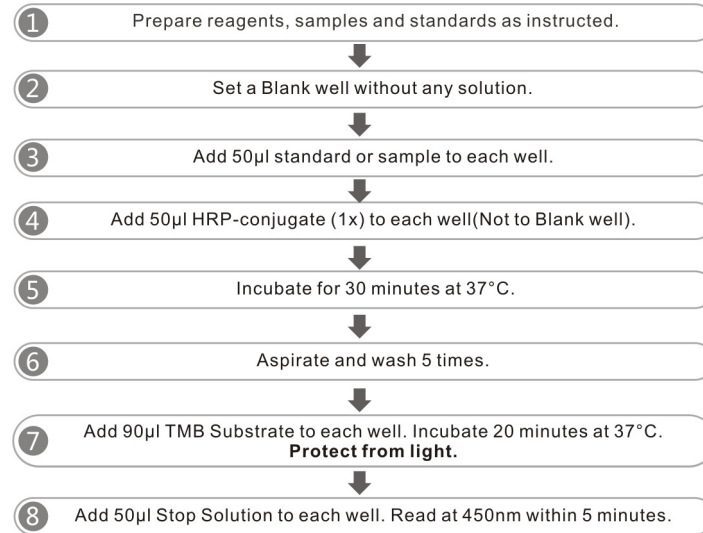 1 Prepare reagents, samples and standards as instructed.
2 Set a Blank well without any solution.
3 Add 50μl standard or sample to each well.
4 Add 50μl HRP-conjugate (1x) to each well(Not to Blank well).
5 Incubate for 30 minutes at 37°C.
6 Aspirate and wash 5 times.
7 Add 90μl TMB Substrate to each well. Incubate 20 minutes at 37°C.
Protect from light.
8 Add 50μl Stop Solution to each well. Read at 450nm within 5 minutes.